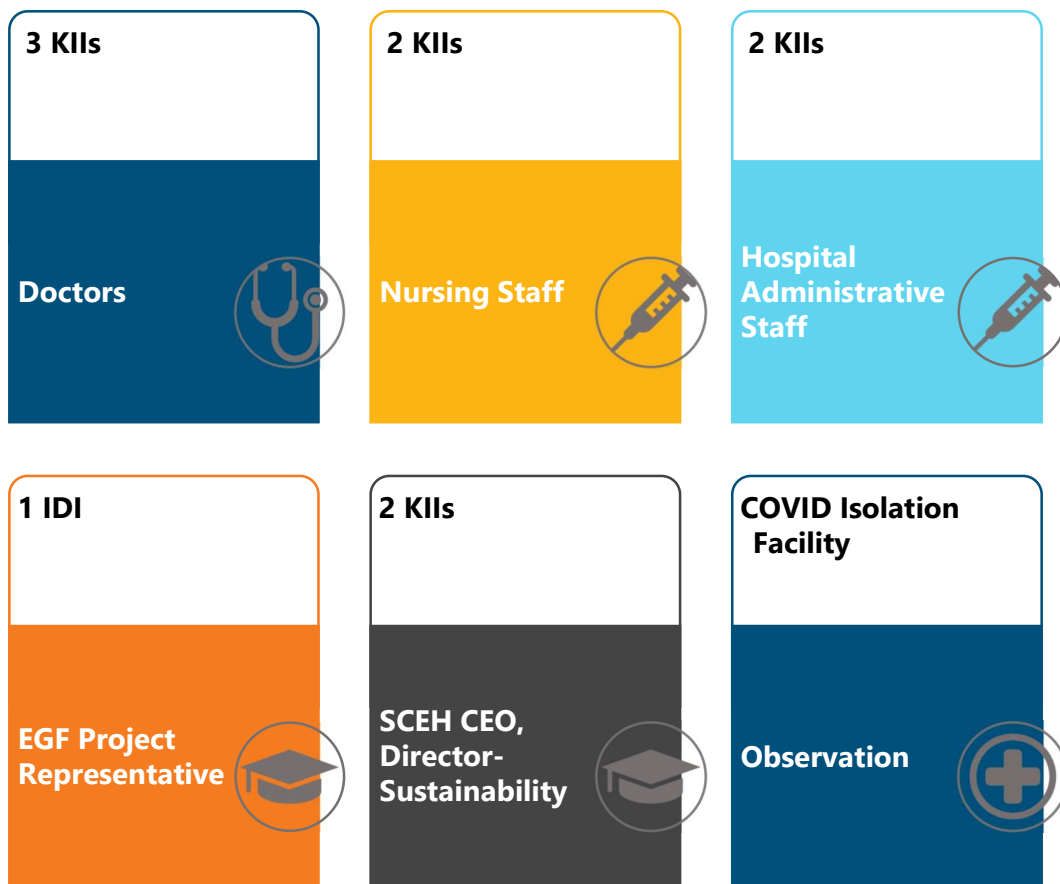 3 KIIs
Doctors
2 KIIs
Nursing Staff
2 KIIs
Hospital
Administrative
Staff
1 IDI
EGF Project
Representative
2 KIIs
SCEH CEO,
Director-
Sustainability
COVID Isolation
Facility
Observation